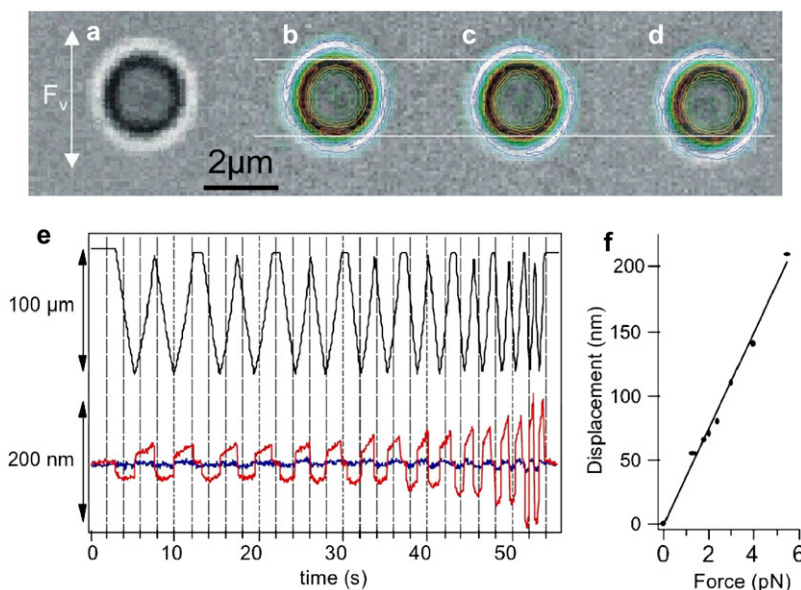 a b c d
Fv
2μm
e
100 μm
200 nm
0 10 20 30 40 50
time (s)
f
200
150
100
50
0
Displacement (nm)
0 2 4 6
Force (pN)